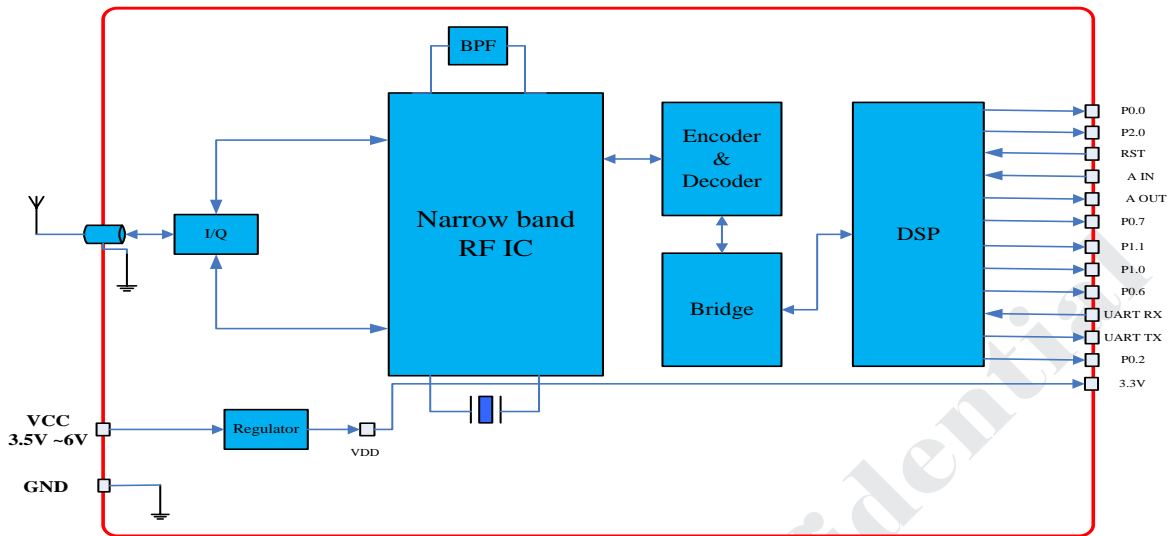 BPF
P0.0
P2.0
RST
A IN
A OUT
P0.7
P1.1
P1.0
P0.6
UART RX
UART TX
P0.2
3.3V
Encoder
&
Decoder
I/Q
Narrow band
RF IC
DSP
Bridge
VCC
3.5V ~6V
Regulator
VDD
GND
fidential